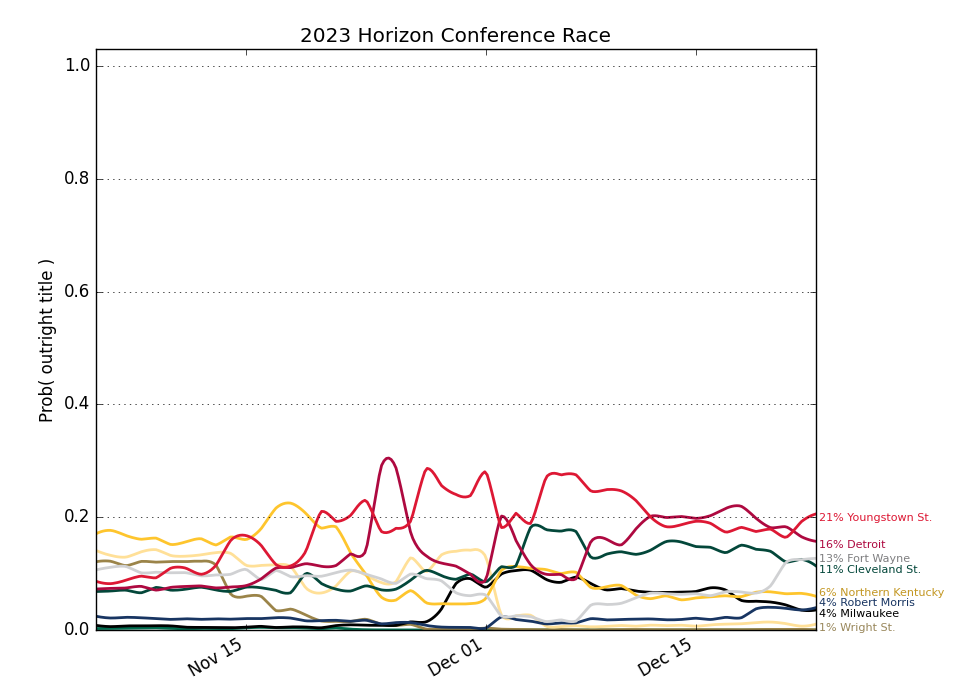 2023 Horizon Conference Race
Prob( outright title )
1.0
0.8
0.6
0.4
0.2
0.0
Nov 15
Dec 01
Dec 15
21% Youngstown St.
16% Detroit
13% Fort Wayne
11% Cleveland St.
6% Northern Kentucky
4% Robert Morris
4% Milwaukee
1% Wright St.